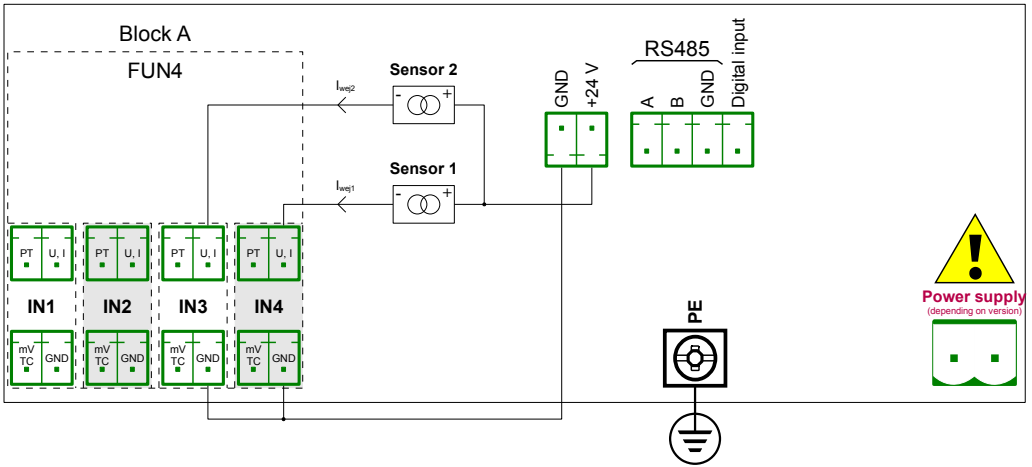 Block A
FUN4
Sensor 2
- +
Iwej2
Sensor 1
- +
Iwej1
GND
+24 V
RS485
A
B
GND
Digital input
PT U, I
PT U, I
PT U, I
PT U, I
IN1
IN2
IN3
IN4
mV TC GND
mV TC GND
mV TC GND
mV TC GND
PE
!
Power supply
(depending on version)